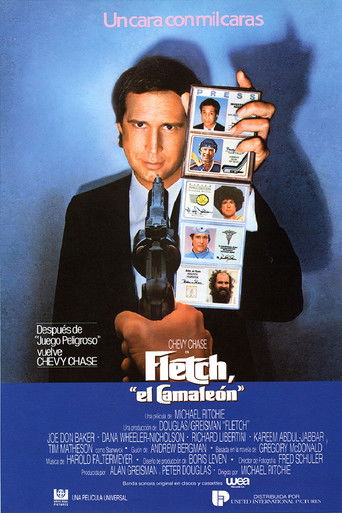 Un cara con mil caras
PRESS
Después de
"Juego Peligroso"
vuelve
CHEVY CHASE
CHEVY CHASE
en
Fletch,
"el Camaleón"
Una película de MICHAEL RITCHIE
Una producción de DOUGLAS/GREISMAN "FLETCH"
JOE DON BAKER · DANA WHEELER-NICHOLSON · RICHARD LIBERTINI · KAREEM ABDUL-JABBAR,
TIM MATHESON como Stanwick · Guión de ANDREW BERGMAN · Basada en la novela de GREGORY McDONALD
Música de HAROLD FALTERMEYER · Diseño de producción de BORIS LEVEN · Director de Fotografía FRED SCHULER
Producida por ALAN GREISMAN y PETER DOUGLAS · Dirigida por MICHAEL RITCHIE
Banda sonora original en discos y cassettes wea
UNA PELICULA UNIVERSAL
DISTRIBUIDA POR
UNITED INTERNATIONAL PICTURES